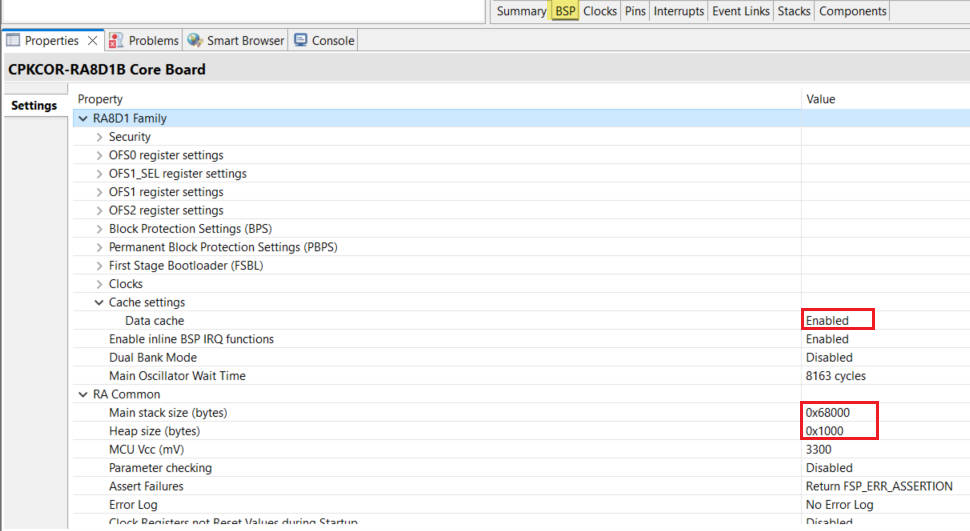 Summary BSP Clocks Pins Interrupts Event Links Stacks Components
Properties Problems Smart Browser Console
CPKCOR-RA8D1B Core Board
Settings
Property Value
RA8D1 Family
Security
OFS0 register settings
OFS1_SEL register settings
OFS1 register settings
OFS2 register settings
Block Protection Settings (BPS)
Permanent Block Protection Settings (PBPS)
First Stage Bootloader (FSBL)
Clocks
Cache settings
Data cache Enabled
Enable inline BSP IRQ functions Enabled
Dual Bank Mode Disabled
Main Oscillator Wait Time 8163 cycles
RA Common
Main stack size (bytes) 0x68000
Heap size (bytes) 0x1000
MCU Vcc (mV) 3300
Parameter checking Disabled
Assert Failures Return FSP_ERR_ASSERTION
Error Log No Error Log
Clock Registers not Reset Values during Startup Disabled